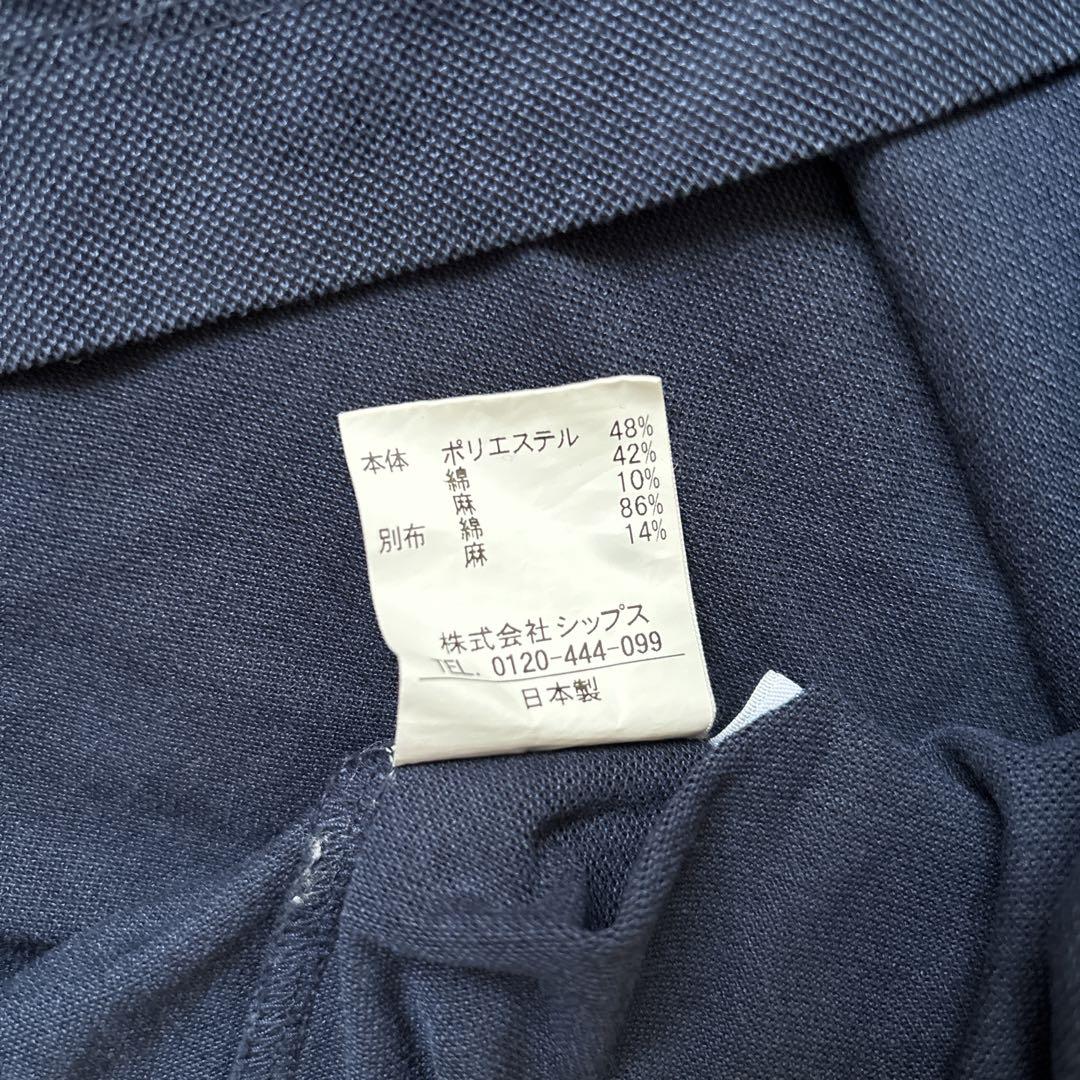 本体 ポリエステル 48%
綿 42%
麻 10%
別布 綿 86%
麻 14%
株式会社シップス
TEL. 0120-444-099
日本製